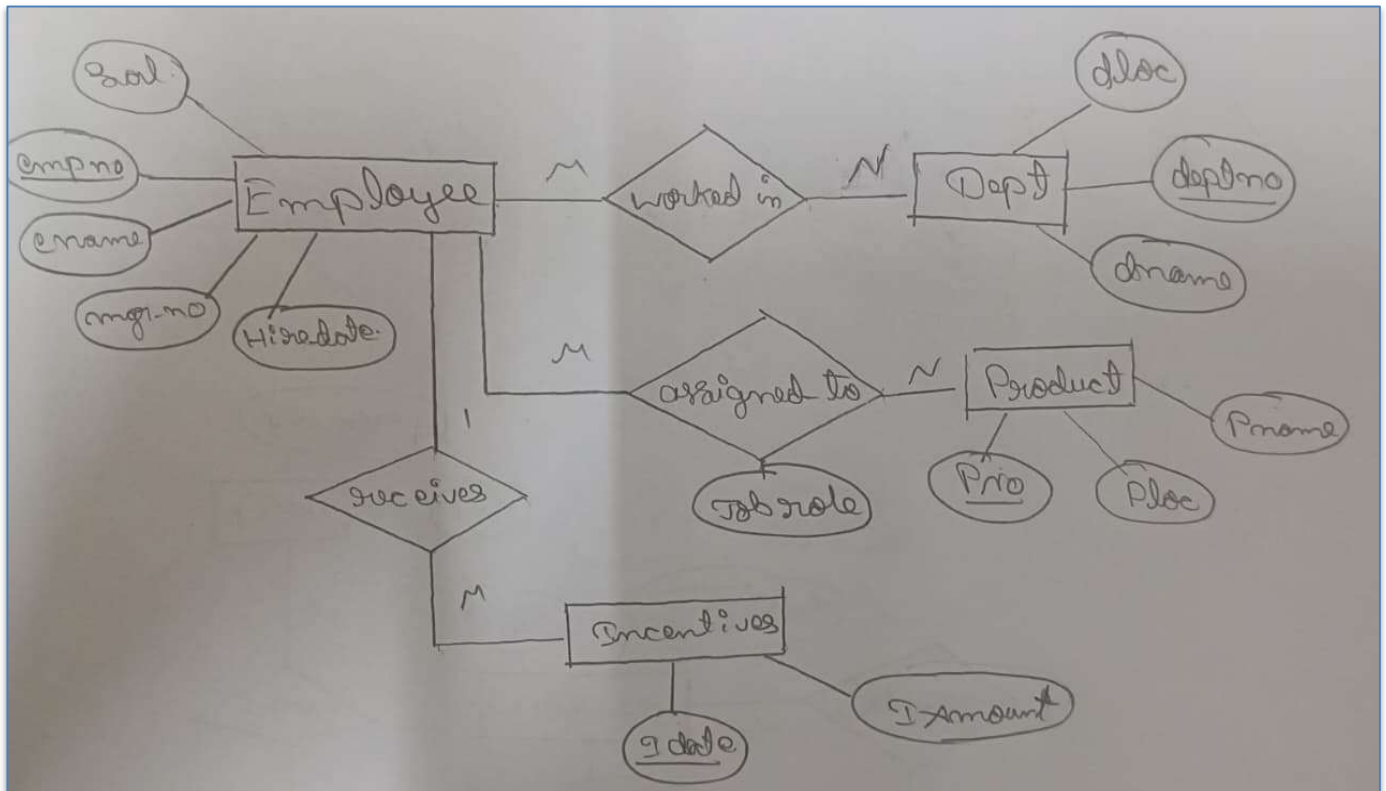 Sal.
dloc
empno
Employee
M
worked in
N
Dept
deptno
ename
dname
mgr-no
Hiredate.
M
assigned to
N
Product
Pname
1
receives
Job role
Pno
Ploc
M
Incentives
I-Amount
Idate